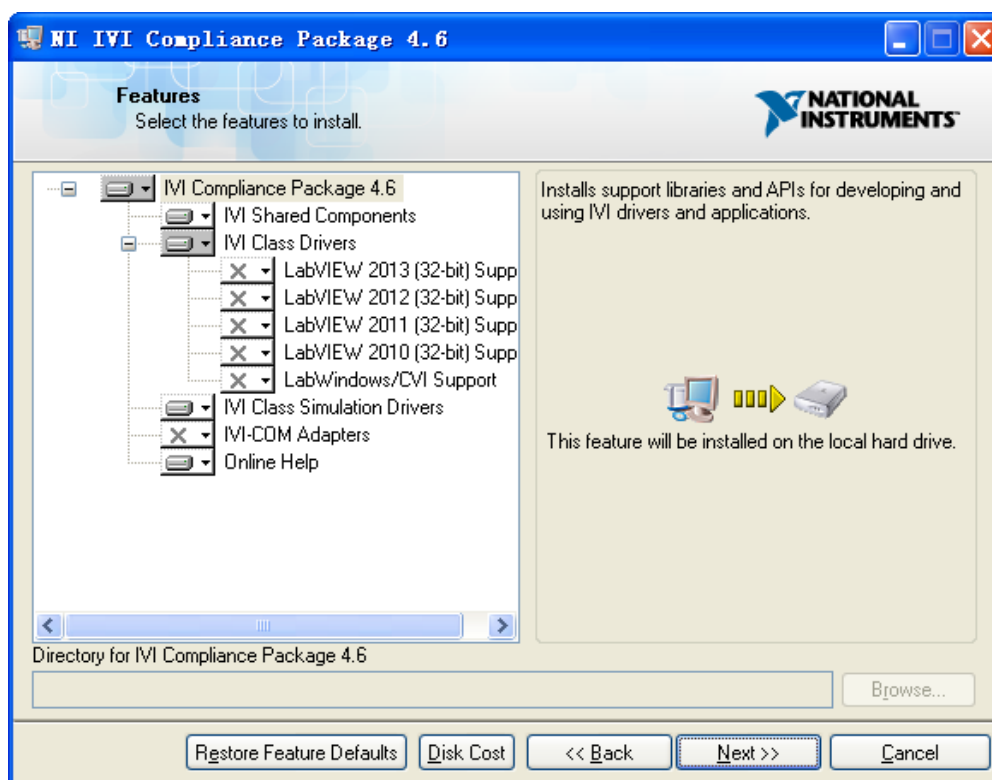 NI IVI Compliance Package 4.6
Features
Select the features to install.
NATIONAL
INSTRUMENTS™
IVI Compliance Package 4.6
IVI Shared Components
IVI Class Drivers
LabVIEW 2013 (32-bit) Supp
LabVIEW 2012 (32-bit) Supp
LabVIEW 2011 (32-bit) Supp
LabVIEW 2010 (32-bit) Supp
LabWindows/CVI Support
IVI Class Simulation Drivers
IVI-COM Adapters
Online Help
Installs support libraries and APIs for developing and
using IVI drivers and applications.
This feature will be installed on the local hard drive.
Directory for IVI Compliance Package 4.6
Browse...
Restore Feature Defaults
Disk Cost
<< Back
Next >>
Cancel